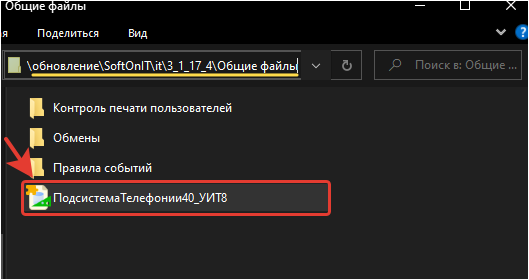 Общие файлы
я
Поделиться
Вид
\обновление\SoftOnIT\it\3_1_17_4\Общие файлы
Поиск в: Общие ...
Контроль печати пользователей
Обмены
Правила событий
ПодсистемаТелефонии40_УИТ8